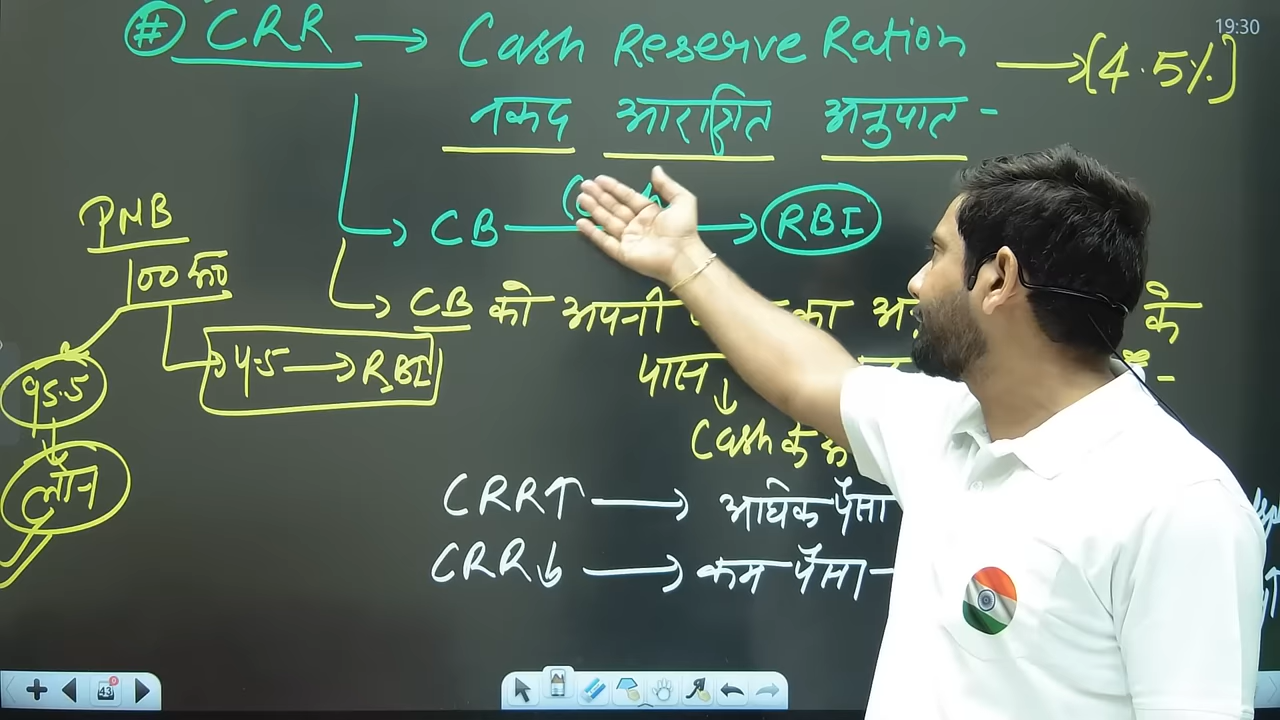 19:30
# CRR → Cash Reserve Ration → (4.5%)
नकद आरक्षित अनुपात -
CB → RBI
PNB
100 करोड़
CB को अपनी का के
पास
4.5 → RBI
95.5
Cash के
लोन
CRR↑ → अधिक पैसा
CRR↓ → कम पैसा
43